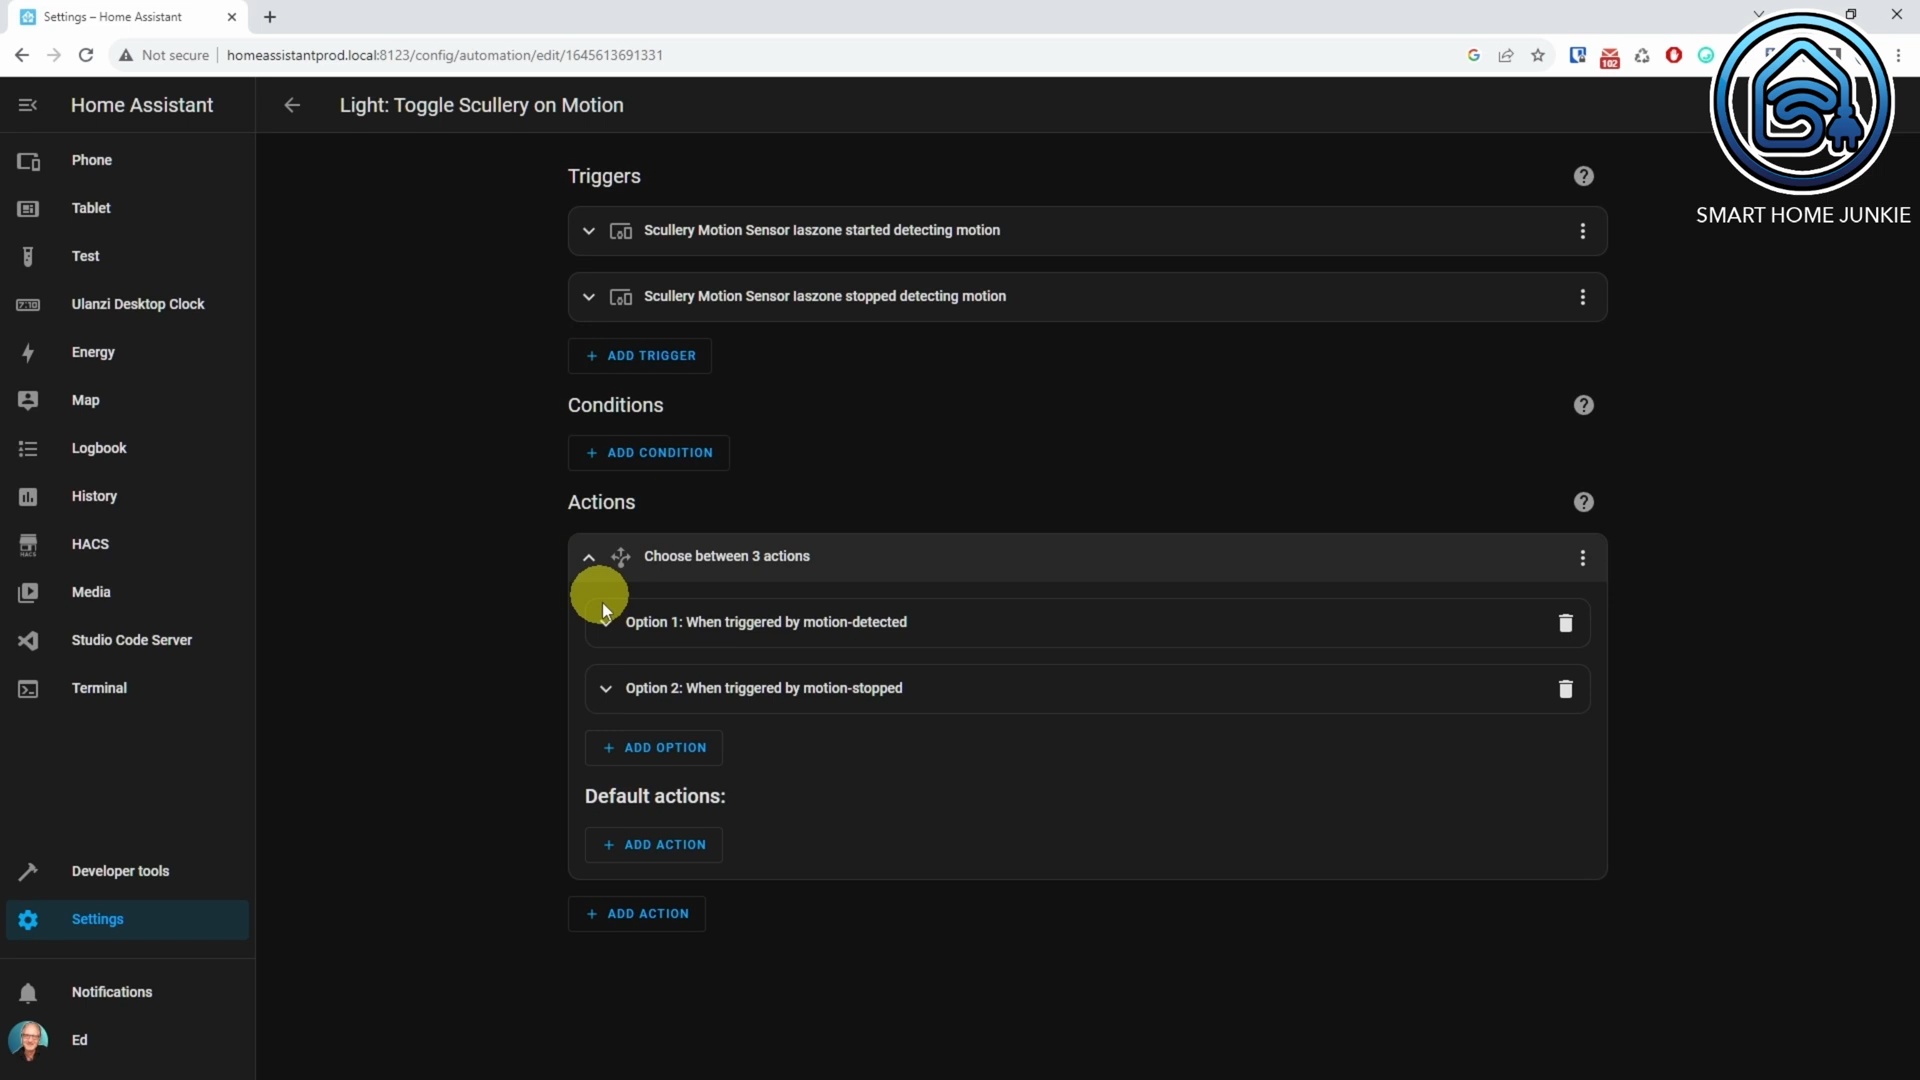 Settings – Home Assistant
Not secure
homeassistantprod.local:8123/config/automation/edit/1645613691331
102
Home Assistant
Light: Toggle Scullery on Motion
SMART HOME JUNKIE
Phone
Tablet
Test
7:10
Ulanzi Desktop Clock
Energy
Map
Logbook
History
HACS
HACS
Media
Studio Code Server
Terminal
Developer tools
Settings
Notifications
Ed
Triggers
Scullery Motion Sensor Iaszone started detecting motion
Scullery Motion Sensor Iaszone stopped detecting motion
ADD TRIGGER
Conditions
ADD CONDITION
Actions
Choose between 3 actions
Option 1: When triggered by motion-detected
Option 2: When triggered by motion-stopped
ADD OPTION
Default actions:
ADD ACTION
ADD ACTION